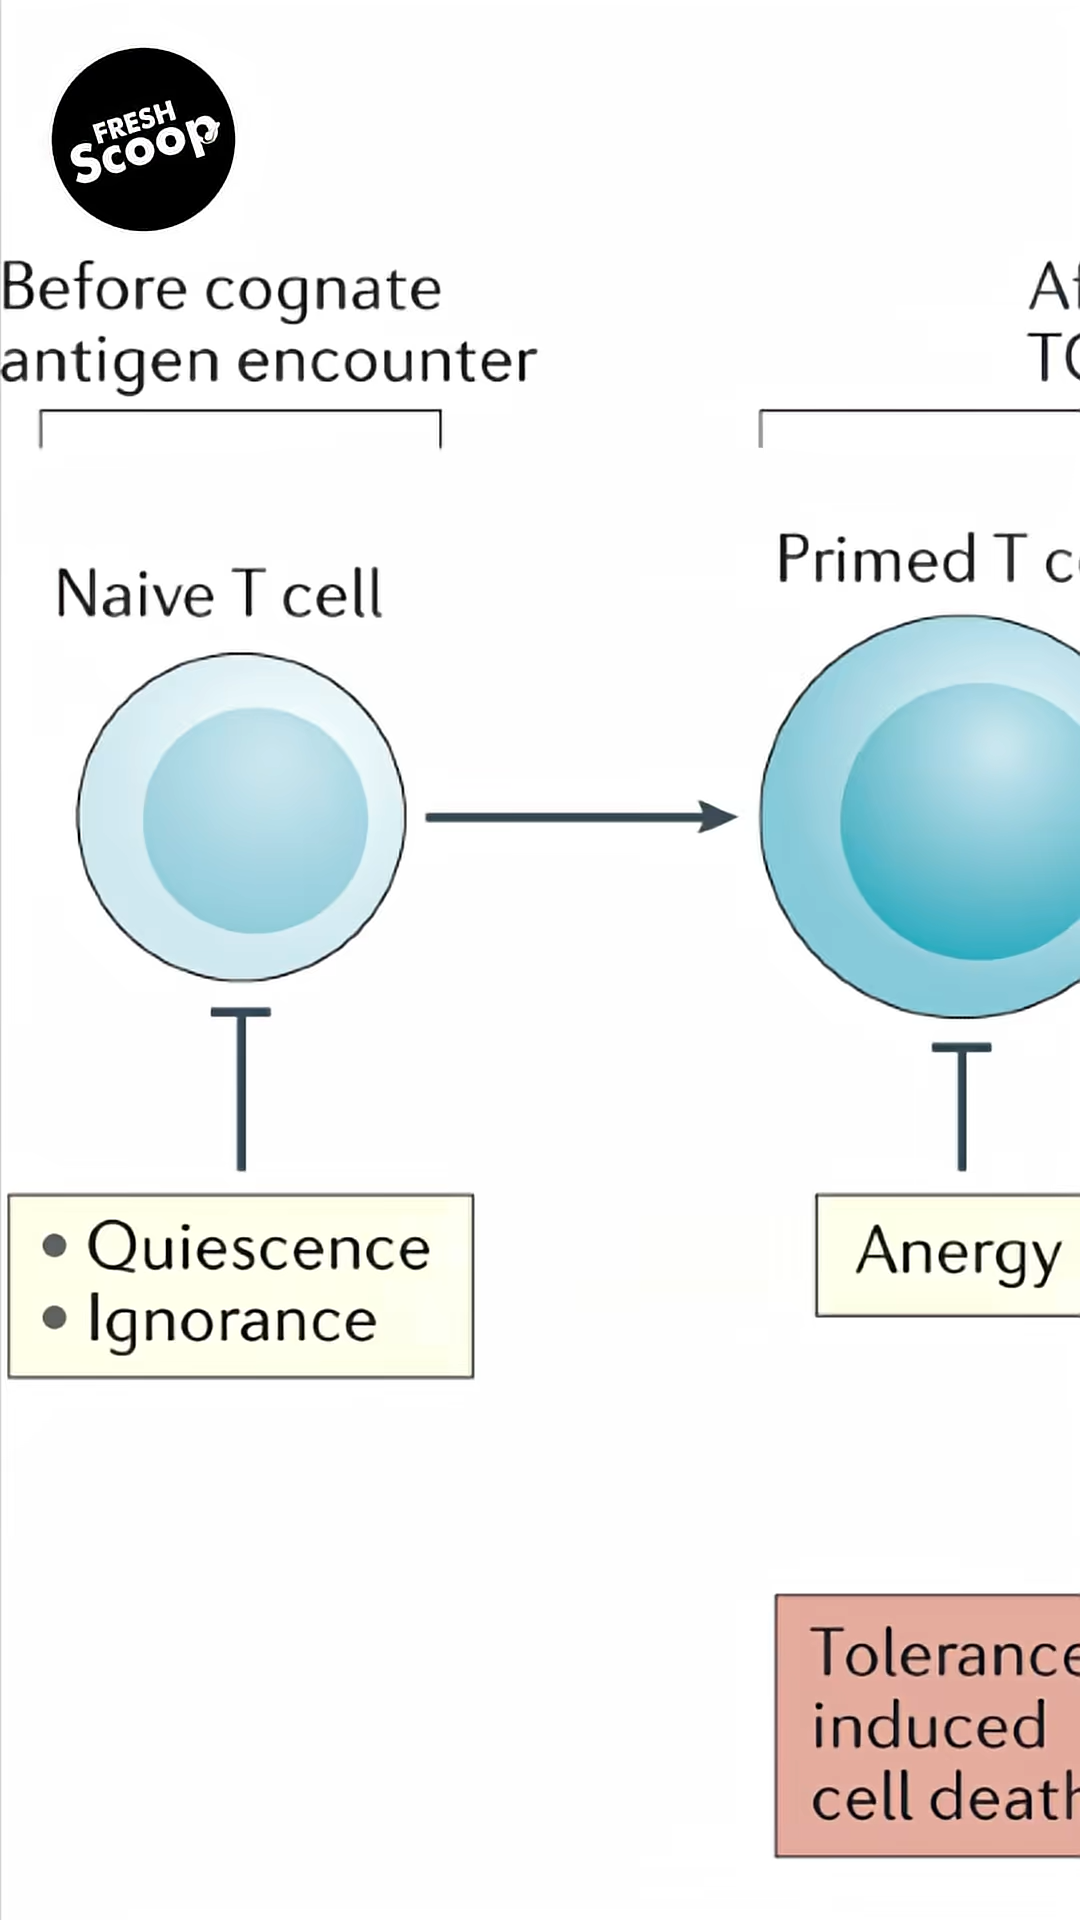 FRESH
Scoop
Before cognate
antigen encounter
Naive T cell
Primed T
• Quiescence
• Ignorance
Anergy
Tolerance
induced
cell death